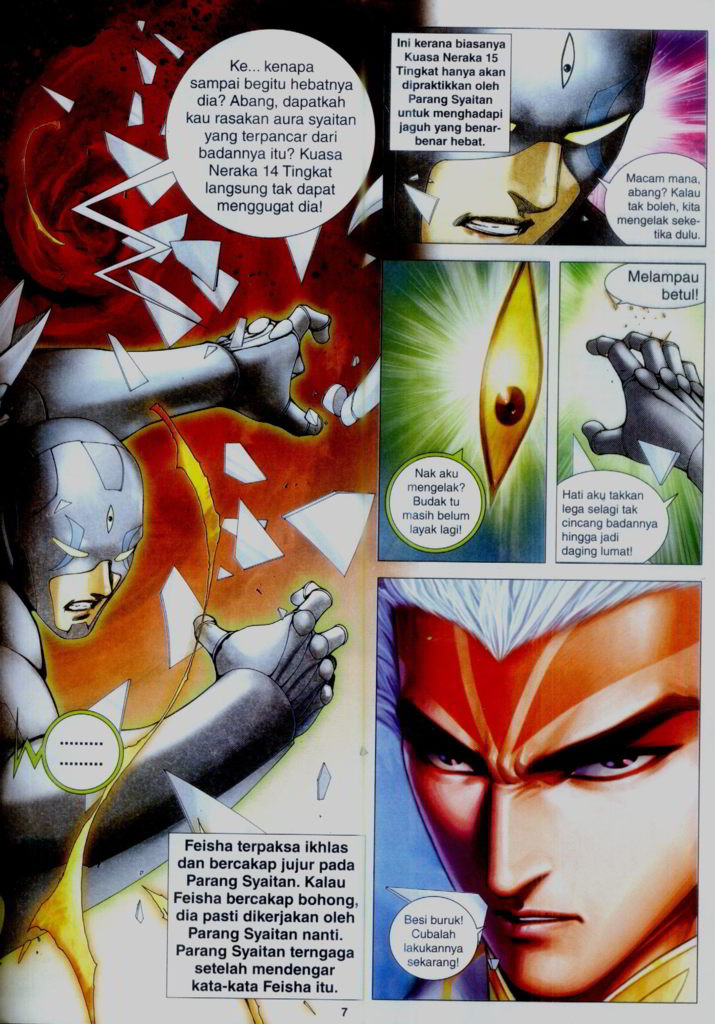 Ke... kenapa
sampai begitu hebatnya
dia? Abang, dapatkah
kau rasakan aura syaitan
yang terpancar dari
badannya itu? Kuasa
Neraka 14 Tingkat
langsung tak dapat
menggugat dia!
.........
.........
Feisha terpaksa ikhlas
dan bercakap jujur pada
Parang Syaitan. Kalau
Feisha bercakap bohong,
dia pasti dikerjakan oleh
Parang Syaitan nanti.
Parang Syaitan ternganga
setelah mendengar
kata-kata Feisha itu.
Ini kerana biasanya
Kuasa Neraka 15
Tingkat hanya akan
dipraktikkan oleh
Parang Syaitan
untuk menghadapi
jaguh yang benar-
benar hebat.
Macam mana,
abang? Kalau
tak boleh, kita
mengelak seke-
tika dulu.
Nak aku
mengelak?
Budak tu
masih belum
layak lagi!
Melampau
betul!
Hati aku takkan
lega selagi tak
cincang badannya
hingga jadi
daging lumat!
Besi buruk!
Cubalah
lakukannya
sekarang!
7